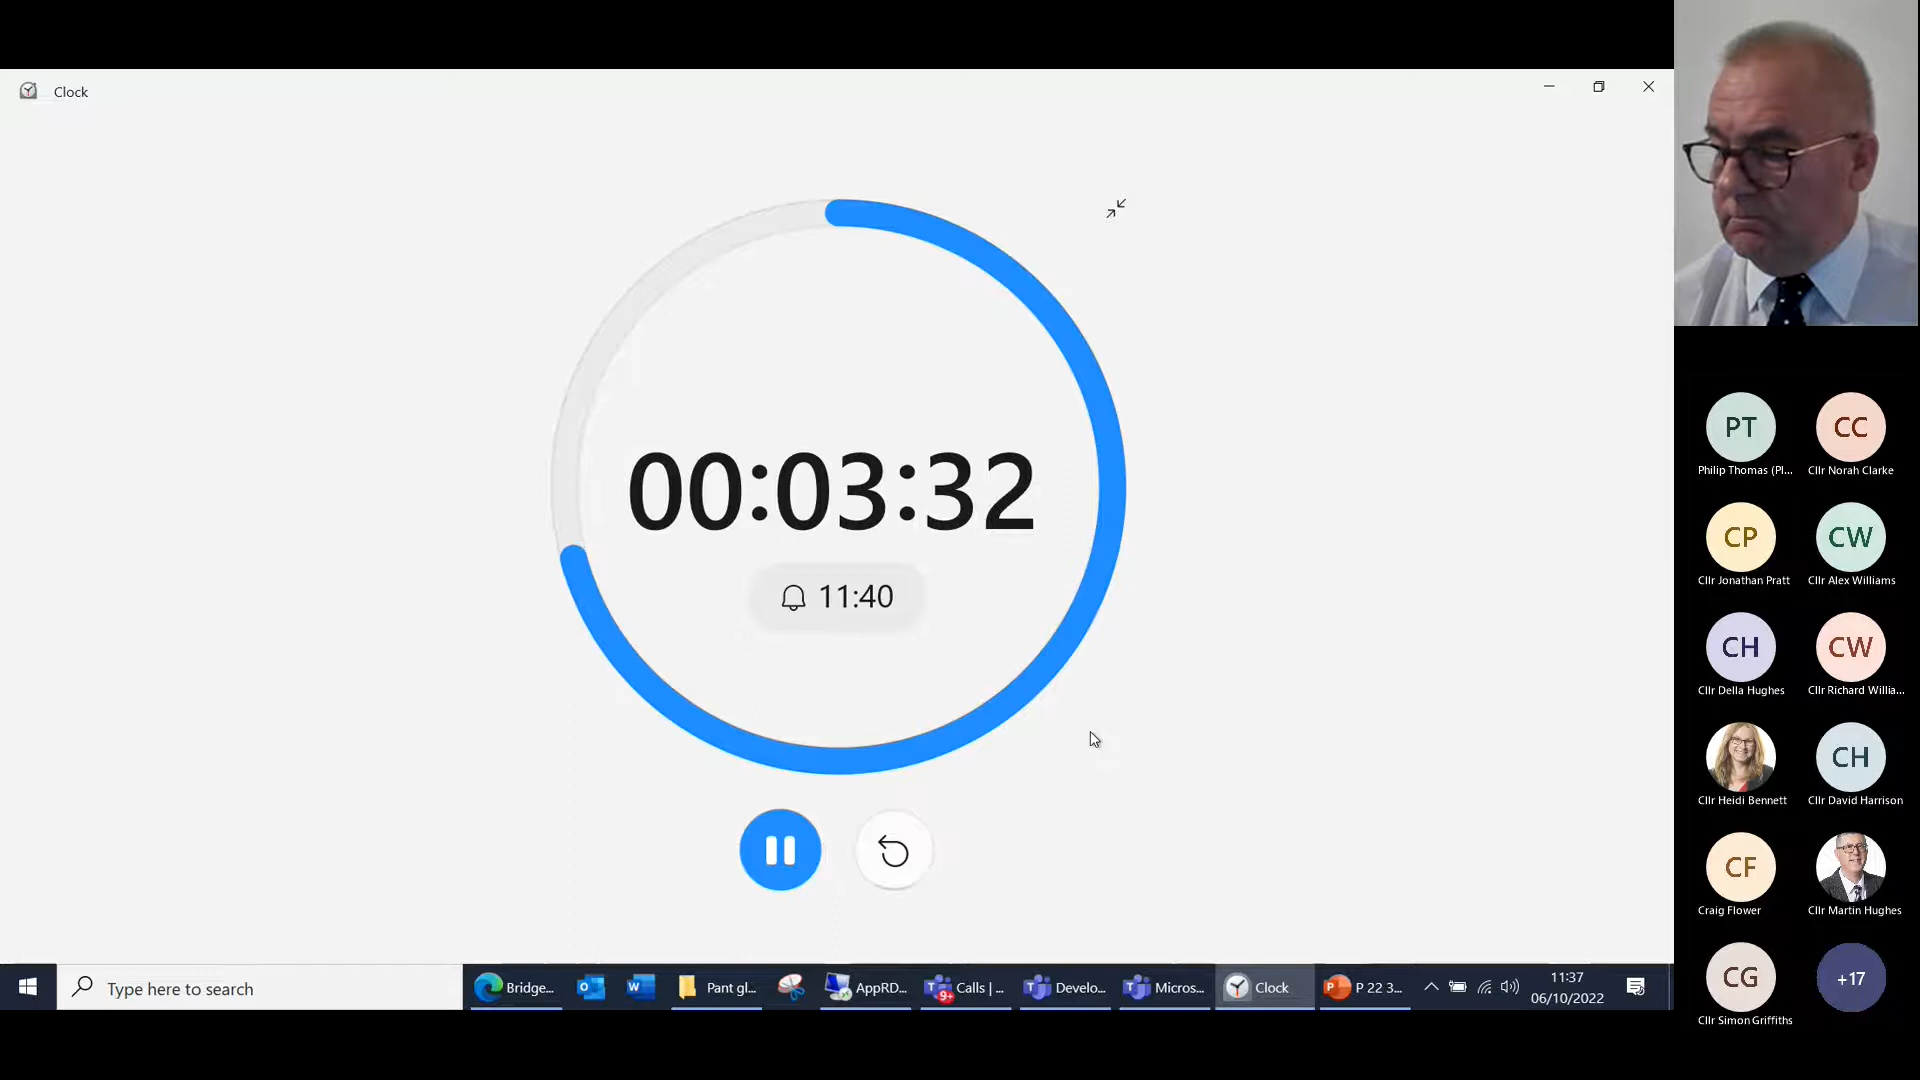 Clock
00:03:32
11:40
PT
CC
Philip Thomas (Pl...
Cllr Norah Clarke
CP
CW
Cllr Jonathan Pratt
Cllr Alex Williams
CH
CW
Cllr Della Hughes
Cllr Richard Willia...
CH
Cllr Heidi Bennett
Cllr David Harrison
CF
Craig Flower
Cllr Martin Hughes
CG
+17
Cllr Simon Griffiths
Type here to search
Bridge...
Pant gl...
AppRD...
9+
Calls | ...
Develo...
Micros...
Clock
P 22 3...
11:37
06/10/2022